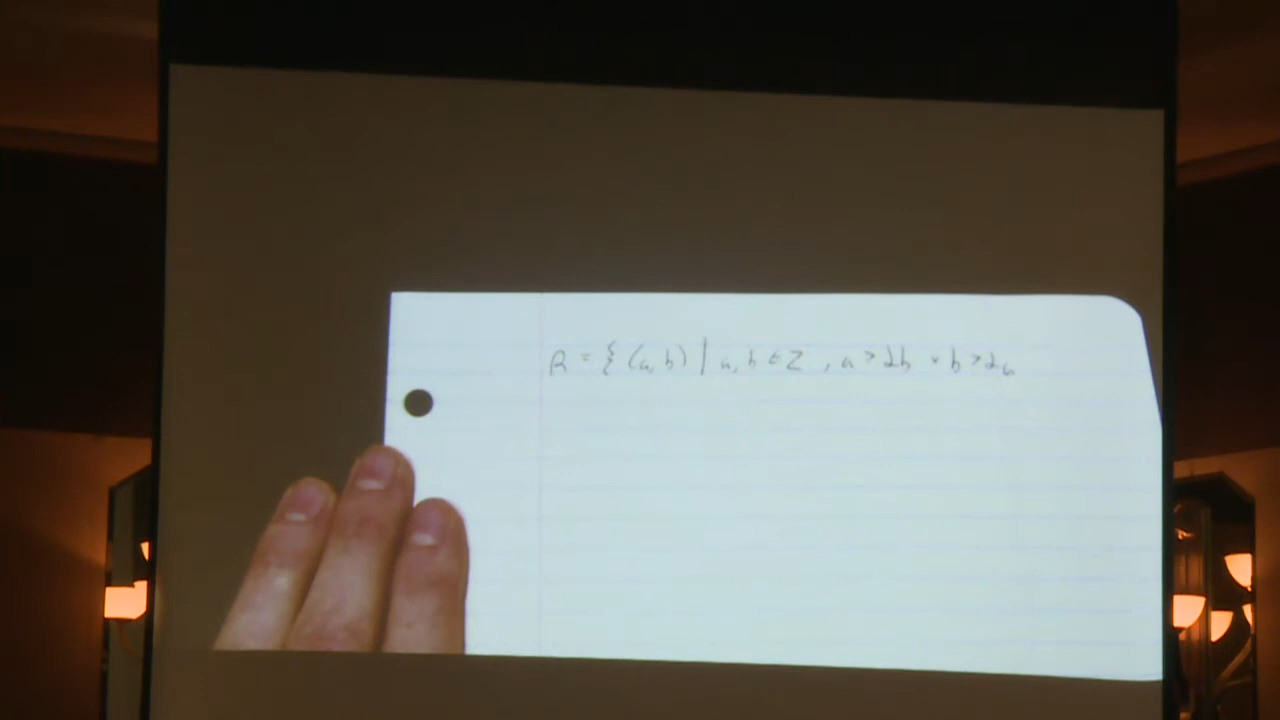 R = { (a, b) | a, b ∈ Z , a > 2b ∨ b > 2a